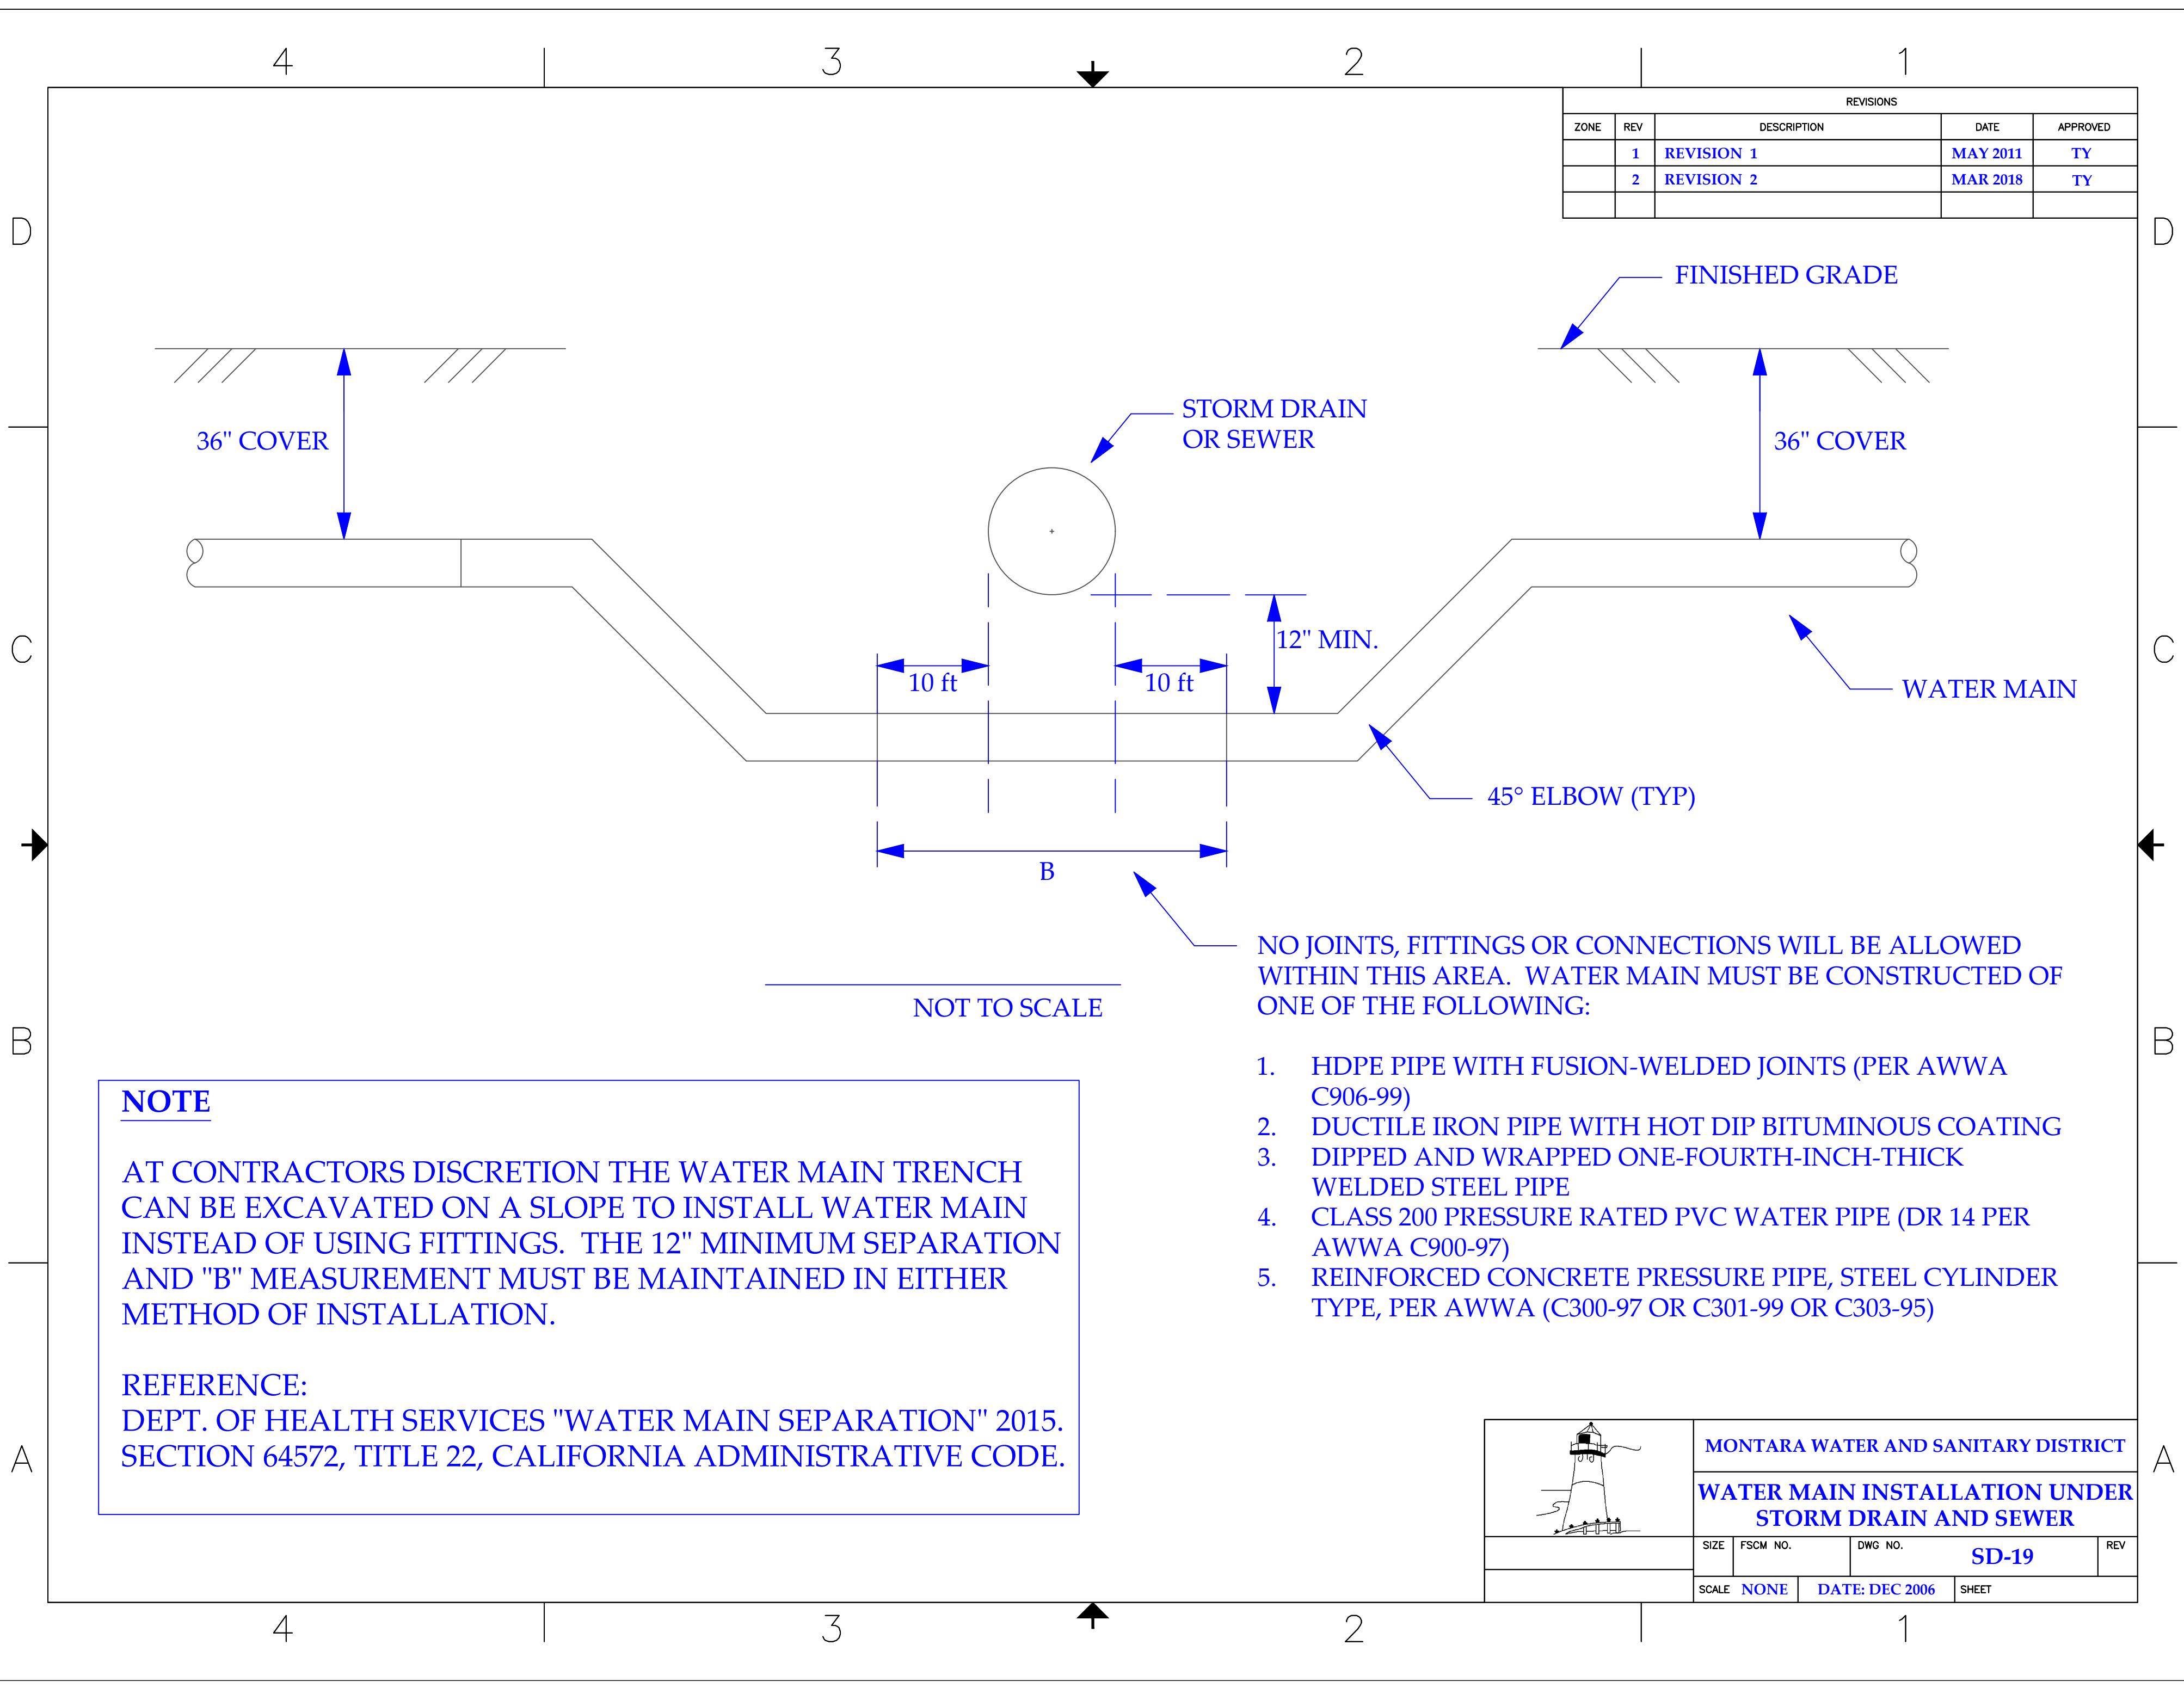 4 3 2 1
REVISIONS
ZONE REV DESCRIPTION DATE APPROVED
1 REVISION 1 MAY 2011 TY
2 REVISION 2 MAR 2018 TY
D D
FINISHED GRADE
STORM DRAIN
OR SEWER
36" COVER
36" COVER
12" MIN.
C C
10 ft
10 ft
WATER MAIN
45° ELBOW (TYP)
B
NO JOINTS, FITTINGS OR CONNECTIONS WILL BE ALLOWED
WITHIN THIS AREA. WATER MAIN MUST BE CONSTRUCTED OF
ONE OF THE FOLLOWING:
NOT TO SCALE
B B
1. HDPE PIPE WITH FUSION-WELDED JOINTS (PER AWWA
C906-99)
2. DUCTILE IRON PIPE WITH HOT DIP BITUMINOUS COATING
3. DIPPED AND WRAPPED ONE-FOURTH-INCH-THICK
WELDED STEEL PIPE
4. CLASS 200 PRESSURE RATED PVC WATER PIPE (DR 14 PER
AWWA C900-97)
5. REINFORCED CONCRETE PRESSURE PIPE, STEEL CYLINDER
TYPE, PER AWWA (C300-97 OR C301-99 OR C303-95)
NOTE
AT CONTRACTORS DISCRETION THE WATER MAIN TRENCH
CAN BE EXCAVATED ON A SLOPE TO INSTALL WATER MAIN
INSTEAD OF USING FITTINGS. THE 12" MINIMUM SEPARATION
AND "B" MEASUREMENT MUST BE MAINTAINED IN EITHER
METHOD OF INSTALLATION.
REFERENCE:
DEPT. OF HEALTH SERVICES "WATER MAIN SEPARATION" 2015.
SECTION 64572, TITLE 22, CALIFORNIA ADMINISTRATIVE CODE.
A A
MONTARA WATER AND SANITARY DISTRICT
WATER MAIN INSTALLATION UNDER
STORM DRAIN AND SEWER
SIZE FSCM NO. DWG NO. SD-19 REV
SCALE NONE DATE: DEC 2006 SHEET
4 3 2 1